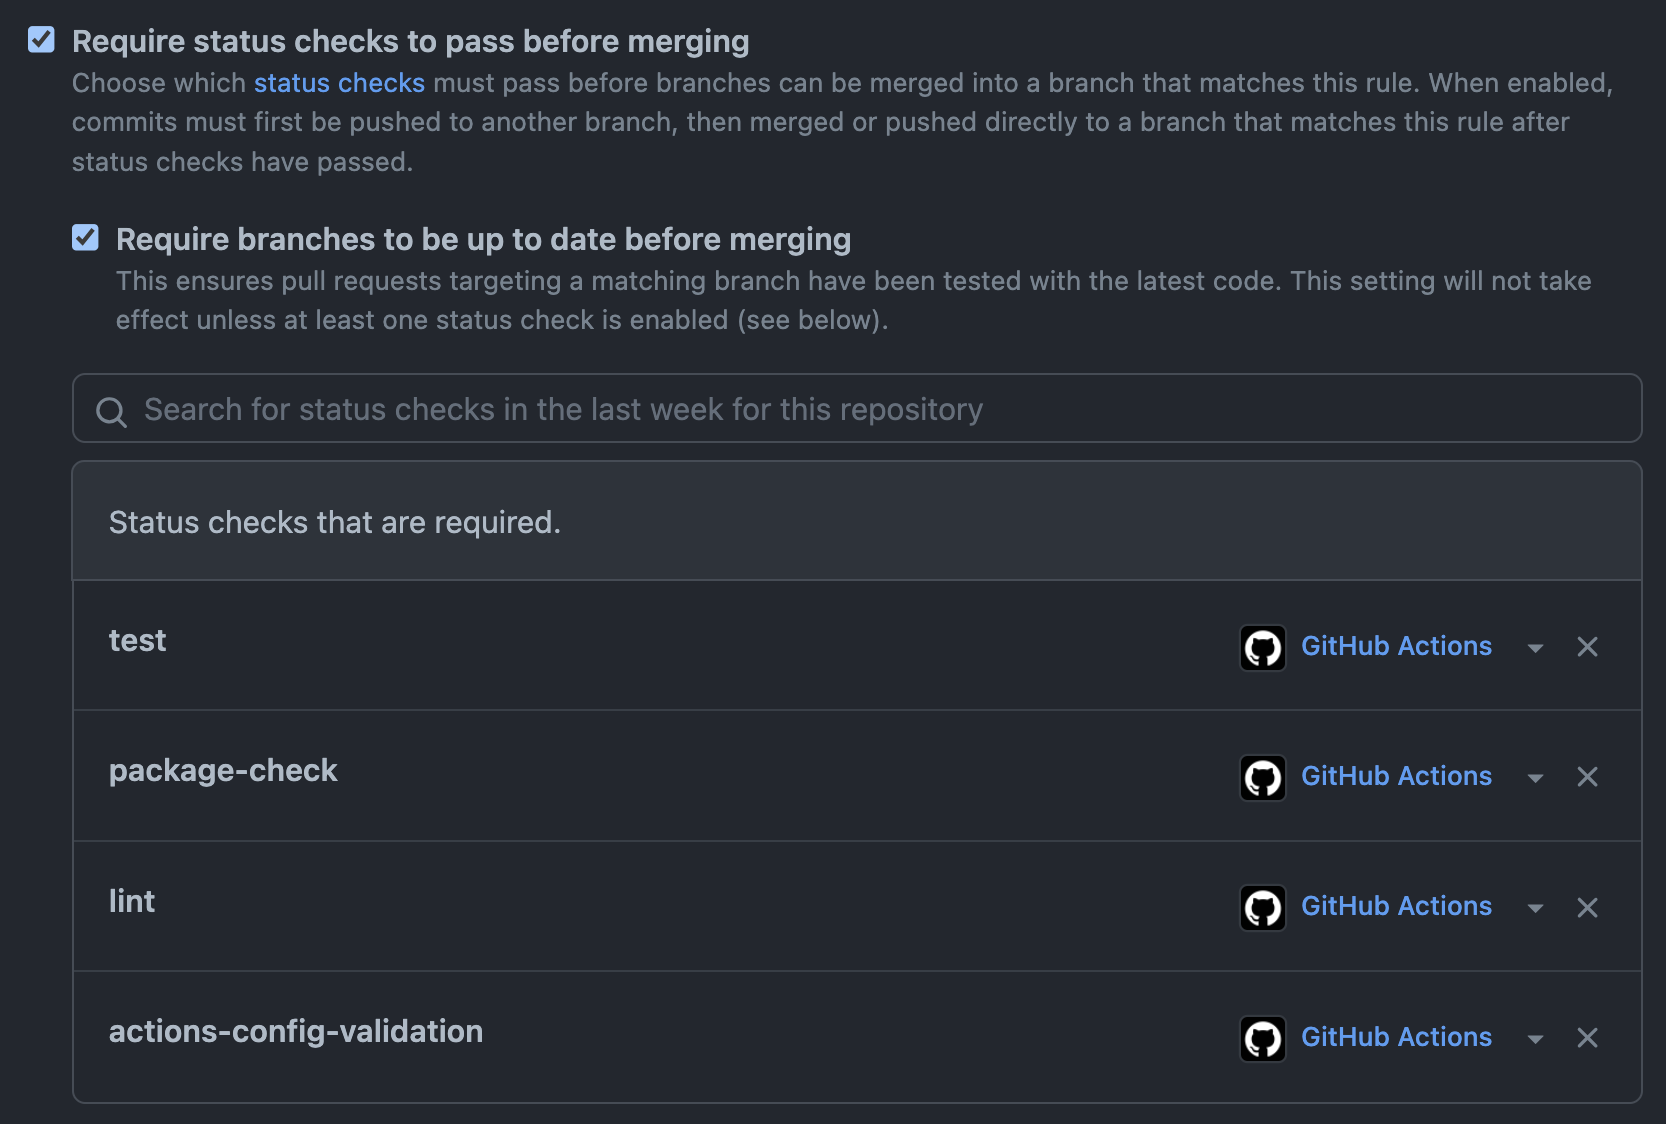 Require status checks to pass before merging
Choose which status checks must pass before branches can be merged into a branch that matches this rule. When enabled,
commits must first be pushed to another branch, then merged or pushed directly to a branch that matches this rule after
status checks have passed.
Require branches to be up to date before merging
This ensures pull requests targeting a matching branch have been tested with the latest code. This setting will not take
effect unless at least one status check is enabled (see below).
Search for status checks in the last week for this repository
Status checks that are required.
test GitHub Actions
package-check GitHub Actions
lint GitHub Actions
actions-config-validation GitHub Actions